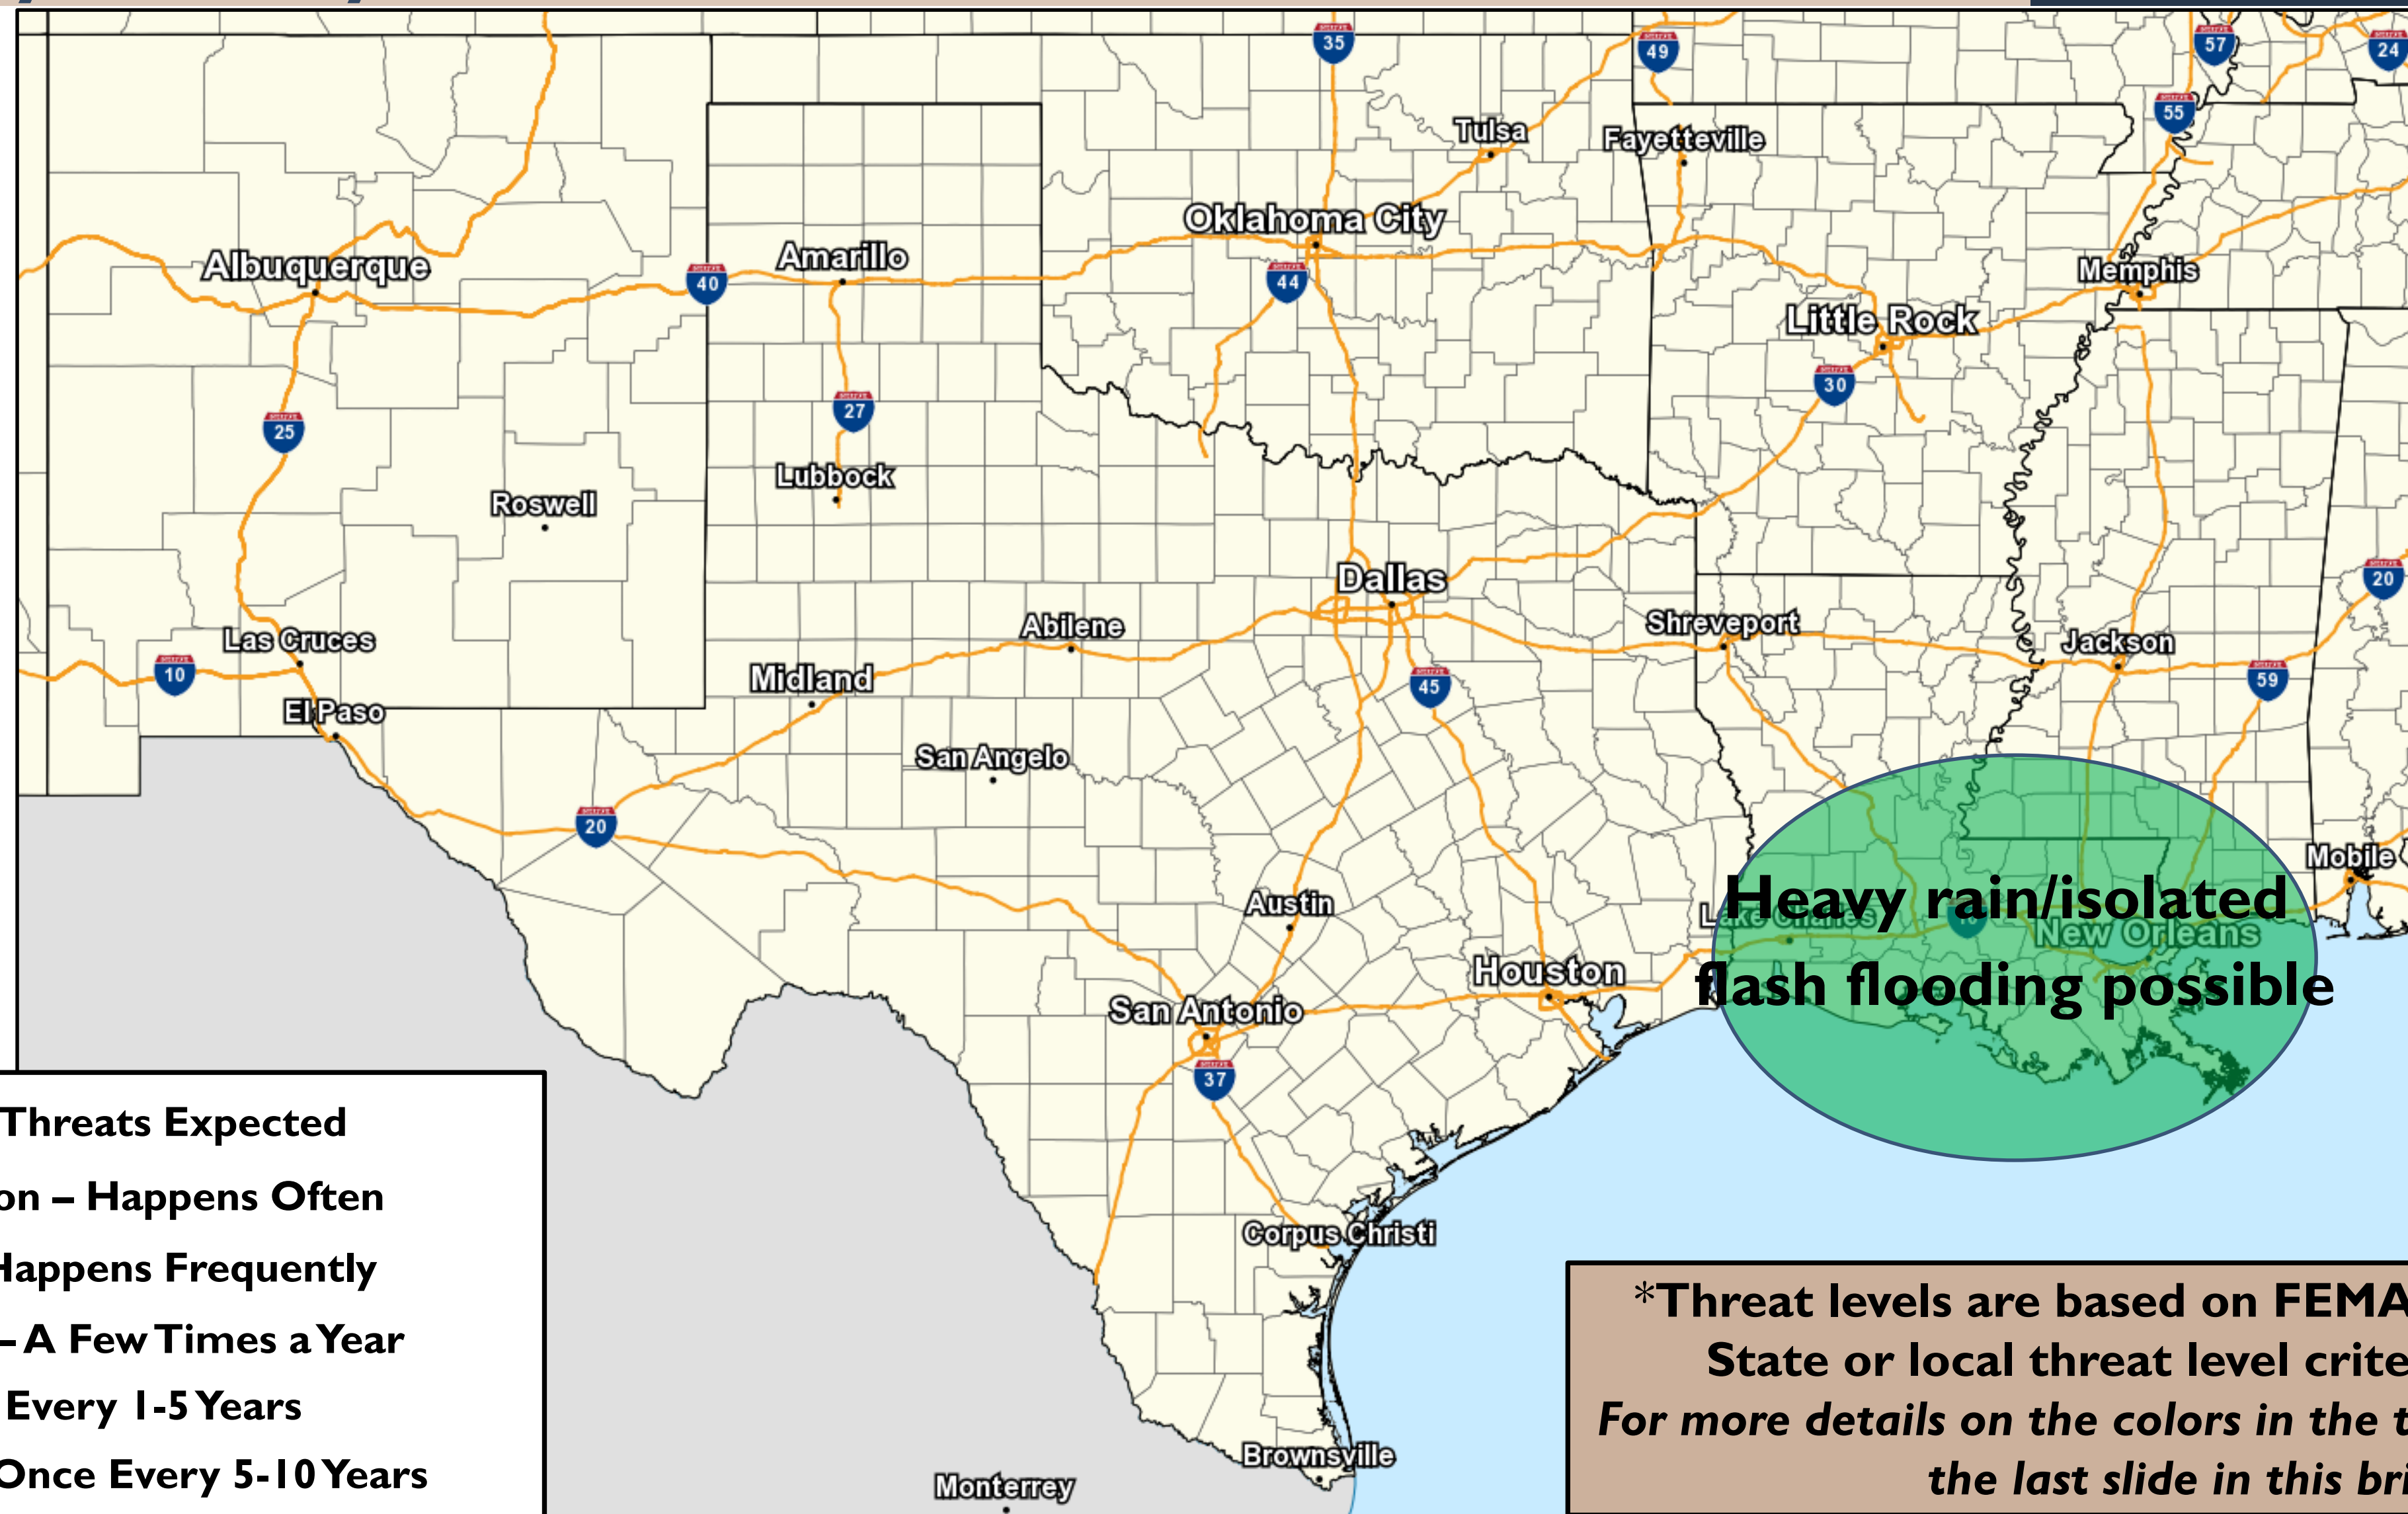 35
49
57
24
55
Tulsa
Fayetteville
Oklahoma City
Albuquerque
Amarillo
40
44
Memphis
Little Rock
30
27
25
Lubbock
Roswell
Dallas
20
Abilene
Shreveport
Las Cruces
Jackson
10
Midland
45
59
El Paso
San Angelo
20
Mobile
Austin
Lake Charles
Heavy rain/isolated
New Orleans
flash flooding possible
Houston
San Antonio
37
Corpus Christi
Brownsville
Monterrey
Threats Expected
on – Happens Often
Happens Frequently
– A Few Times a Year
Every 1-5 Years
Once Every 5-10 Years
*Threat levels are based on FEMA
State or local threat level crite
For more details on the colors in the t
the last slide in this bri